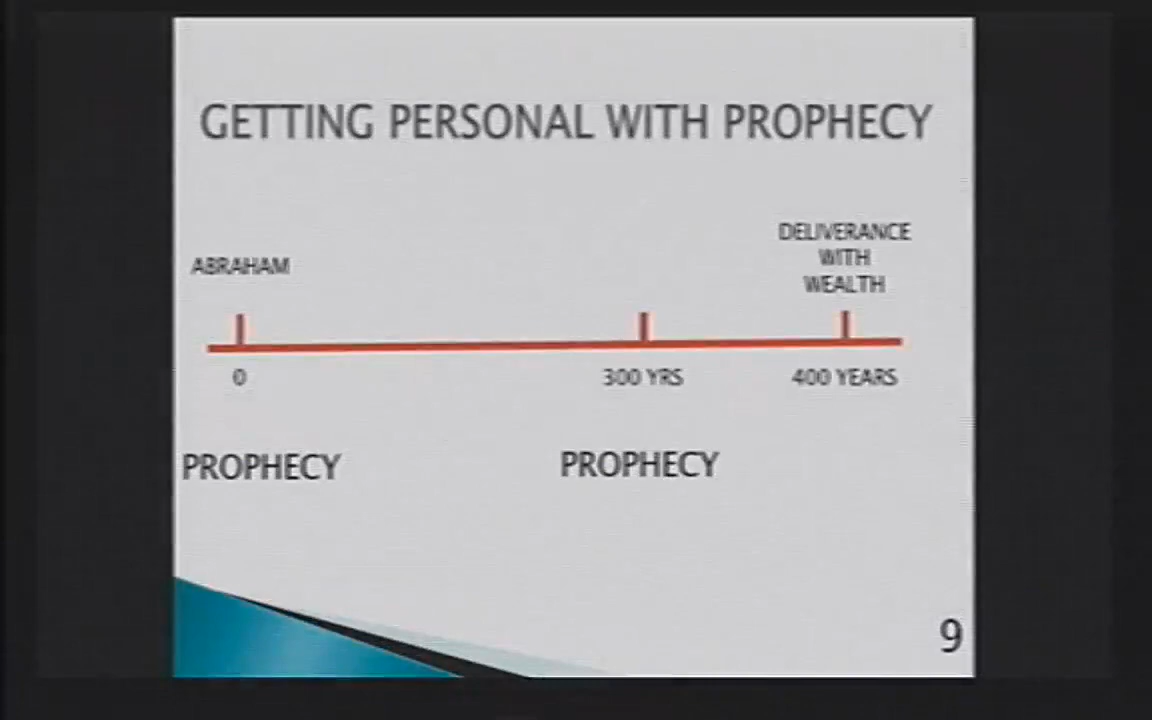 GETTING PERSONAL WITH PROPHECY
ABRAHAM
DELIVERANCE
WITH
WEALTH
0
300 YRS
400 YEARS
PROPHECY
PROPHECY
9